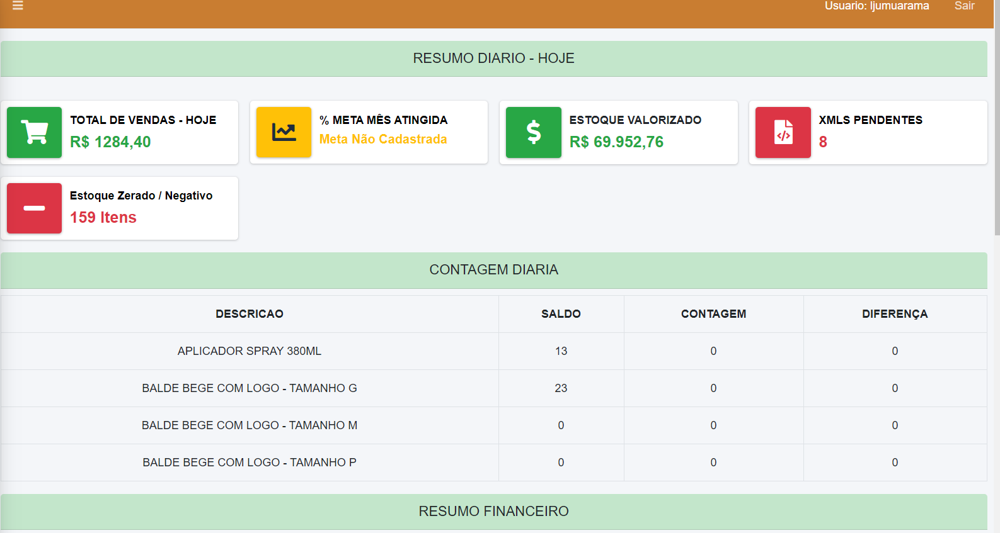 Usuario: ljumuarama Sair
RESUMO DIARIO - HOJE
TOTAL DE VENDAS - HOJE
R$ 1284,40
% META MÊS ATINGIDA
Meta Não Cadastrada
ESTOQUE VALORIZADO
R$ 69.952,76
XMLS PENDENTES
8
Estoque Zerado / Negativo
159 Itens
CONTAGEM DIARIA
DESCRICAO SALDO CONTAGEM DIFERENÇA
APLICADOR SPRAY 380ML 13 0 0
BALDE BEGE COM LOGO - TAMANHO G 23 0 0
BALDE BEGE COM LOGO - TAMANHO M 0 0 0
BALDE BEGE COM LOGO - TAMANHO P 0 0 0
RESUMO FINANCEIRO